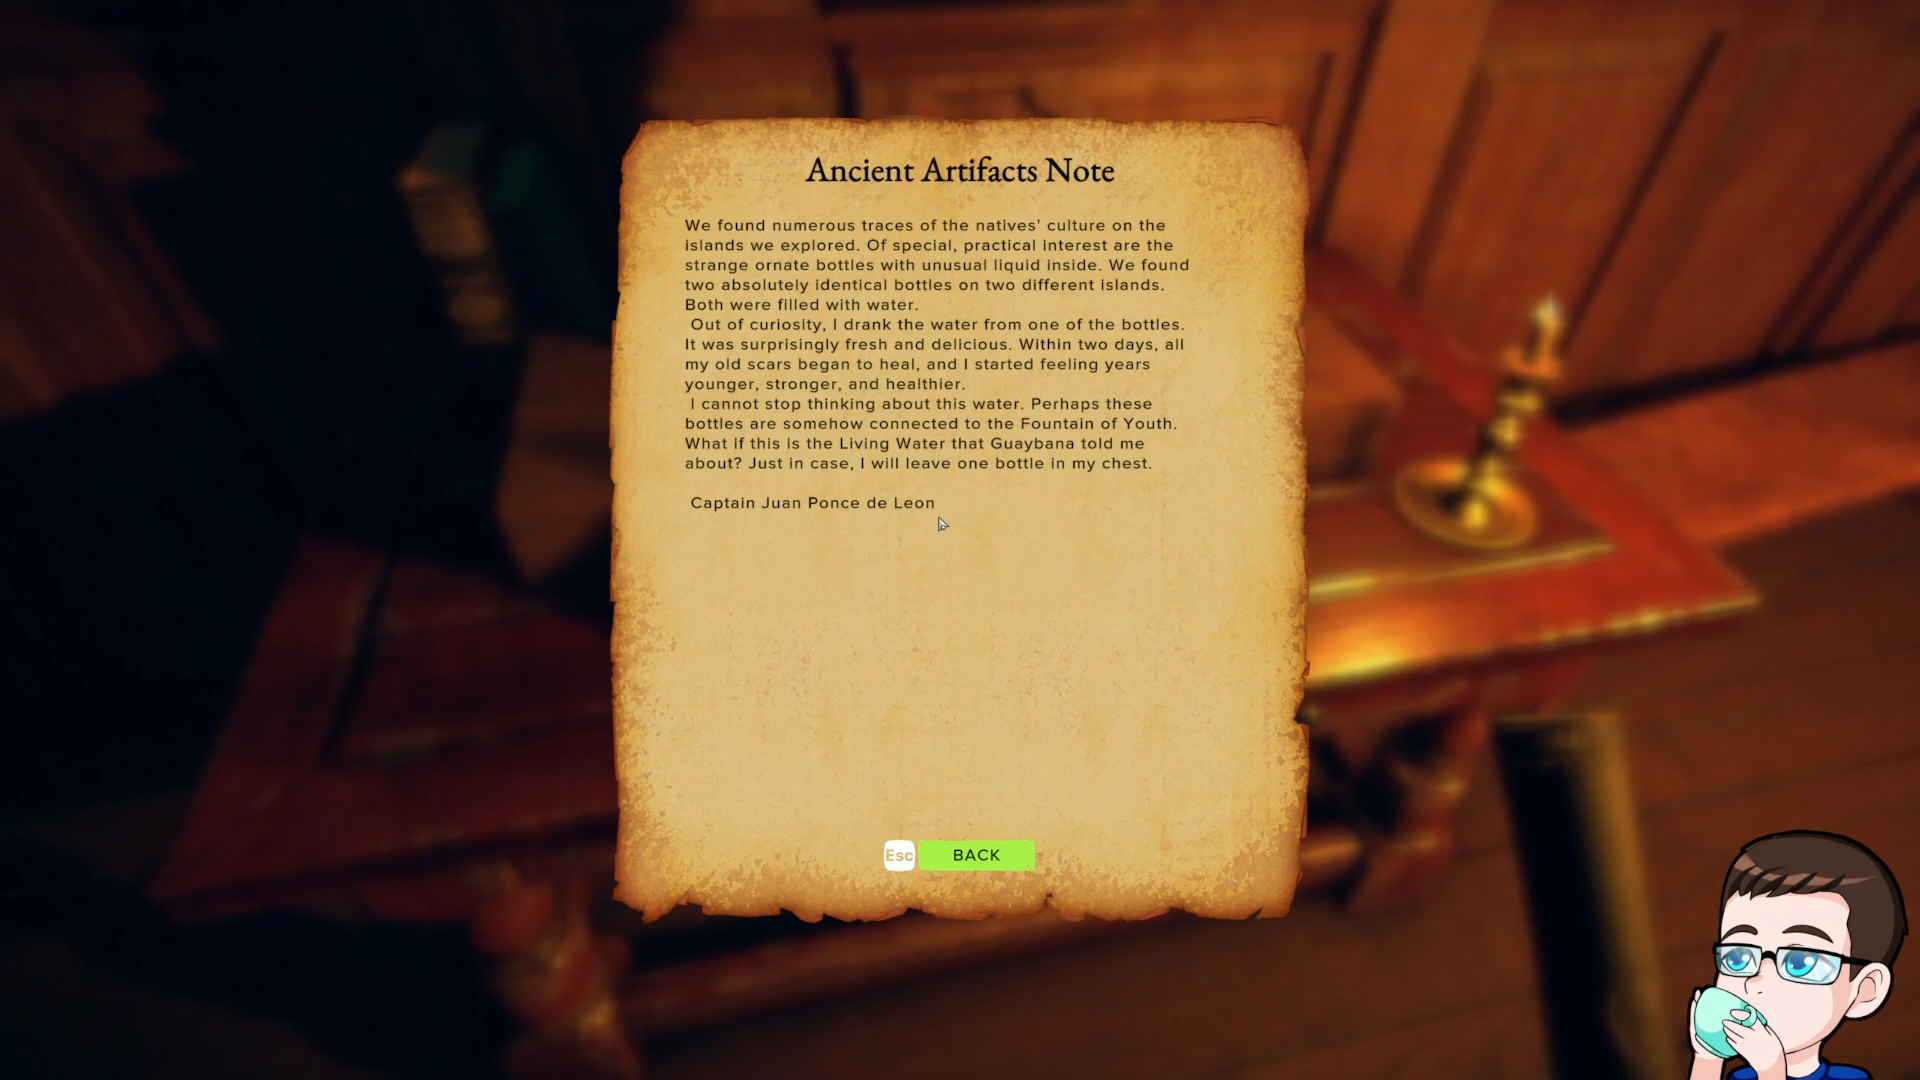 Ancient Artifacts Note
We found numerous traces of the natives' culture on the
islands we explored. Of special, practical interest are the
strange ornate bottles with unusual liquid inside. We found
two absolutely identical bottles on two different islands.
Both were filled with water.
Out of curiosity, I drank the water from one of the bottles.
It was surprisingly fresh and delicious. Within two days, all
my old scars began to heal, and I started feeling years
younger, stronger, and healthier.
I cannot stop thinking about this water. Perhaps these
bottles are somehow connected to the Fountain of Youth.
What if this is the Living Water that Guaybana told me
about? Just in case, I will leave one bottle in my chest.
Captain Juan Ponce de Leon
Esc BACK